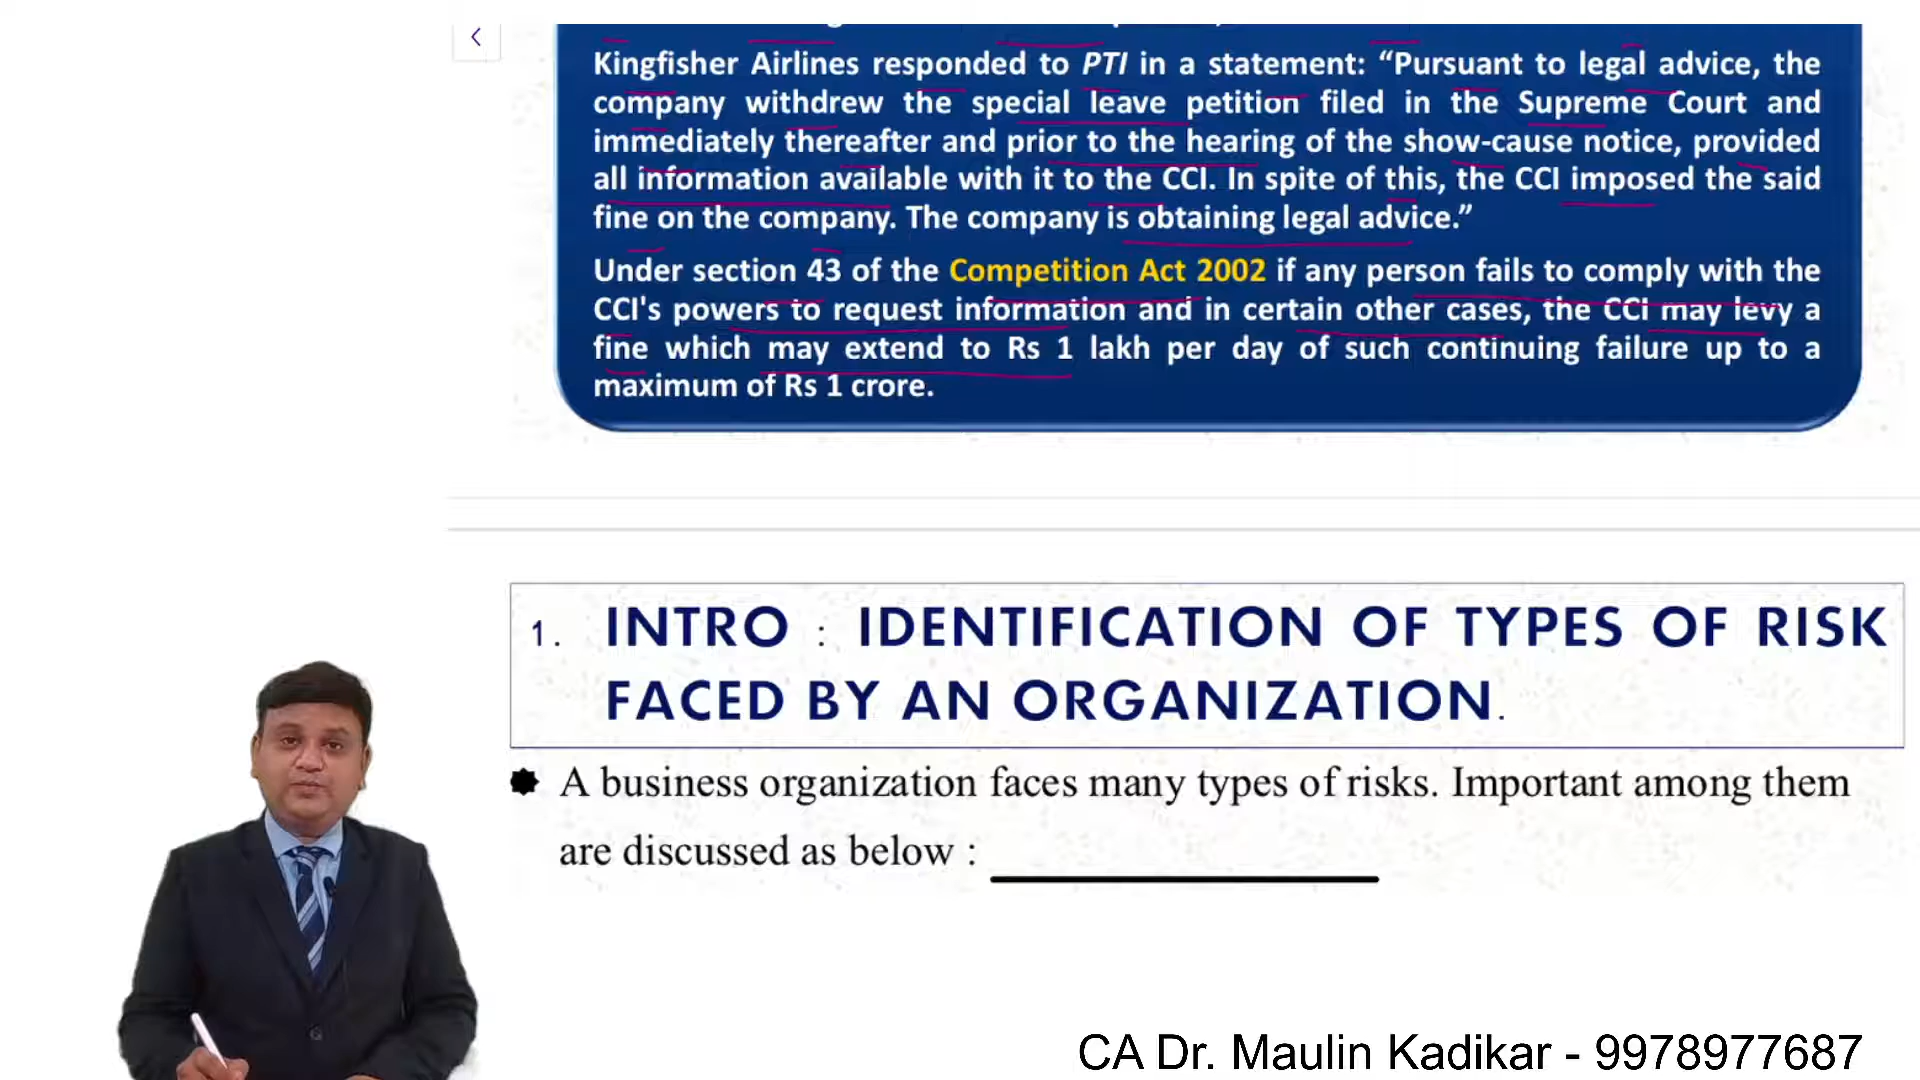 Kingfisher Airlines responded to PTI in a statement: “Pursuant to legal advice, the
company withdrew the special leave petition filed in the Supreme Court and
immediately thereafter and prior to the hearing of the show-cause notice, provided
all information available with it to the CCI. In spite of this, the CCI imposed the said
fine on the company. The company is obtaining legal advice.”
Under section 43 of the Competition Act 2002 if any person fails to comply with the
CCI's powers to request information and in certain other cases, the CCI may levy a
fine which may extend to Rs 1 lakh per day of such continuing failure up to a
maximum of Rs 1 crore.
1. INTRO : IDENTIFICATION OF TYPES OF RISK
FACED BY AN ORGANIZATION.
A business organization faces many types of risks. Important among them
are discussed as below :
CA Dr. Maulin Kadikar - 9978977687